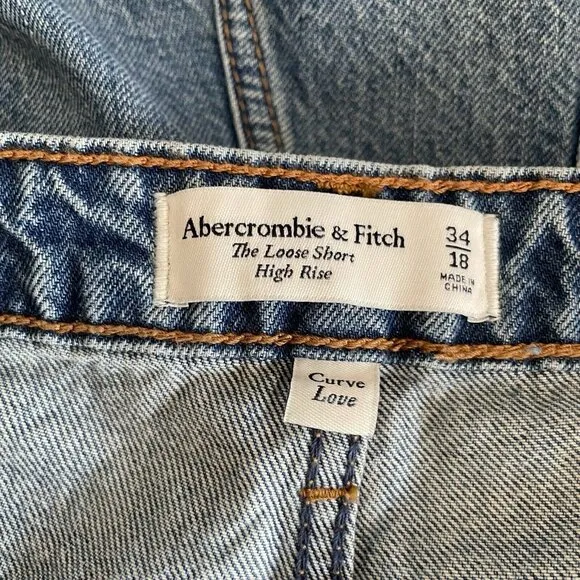 Abercrombie & Fitch
The Loose Short
High Rise
34
18
MADE IN
CHINA
Curve
Love